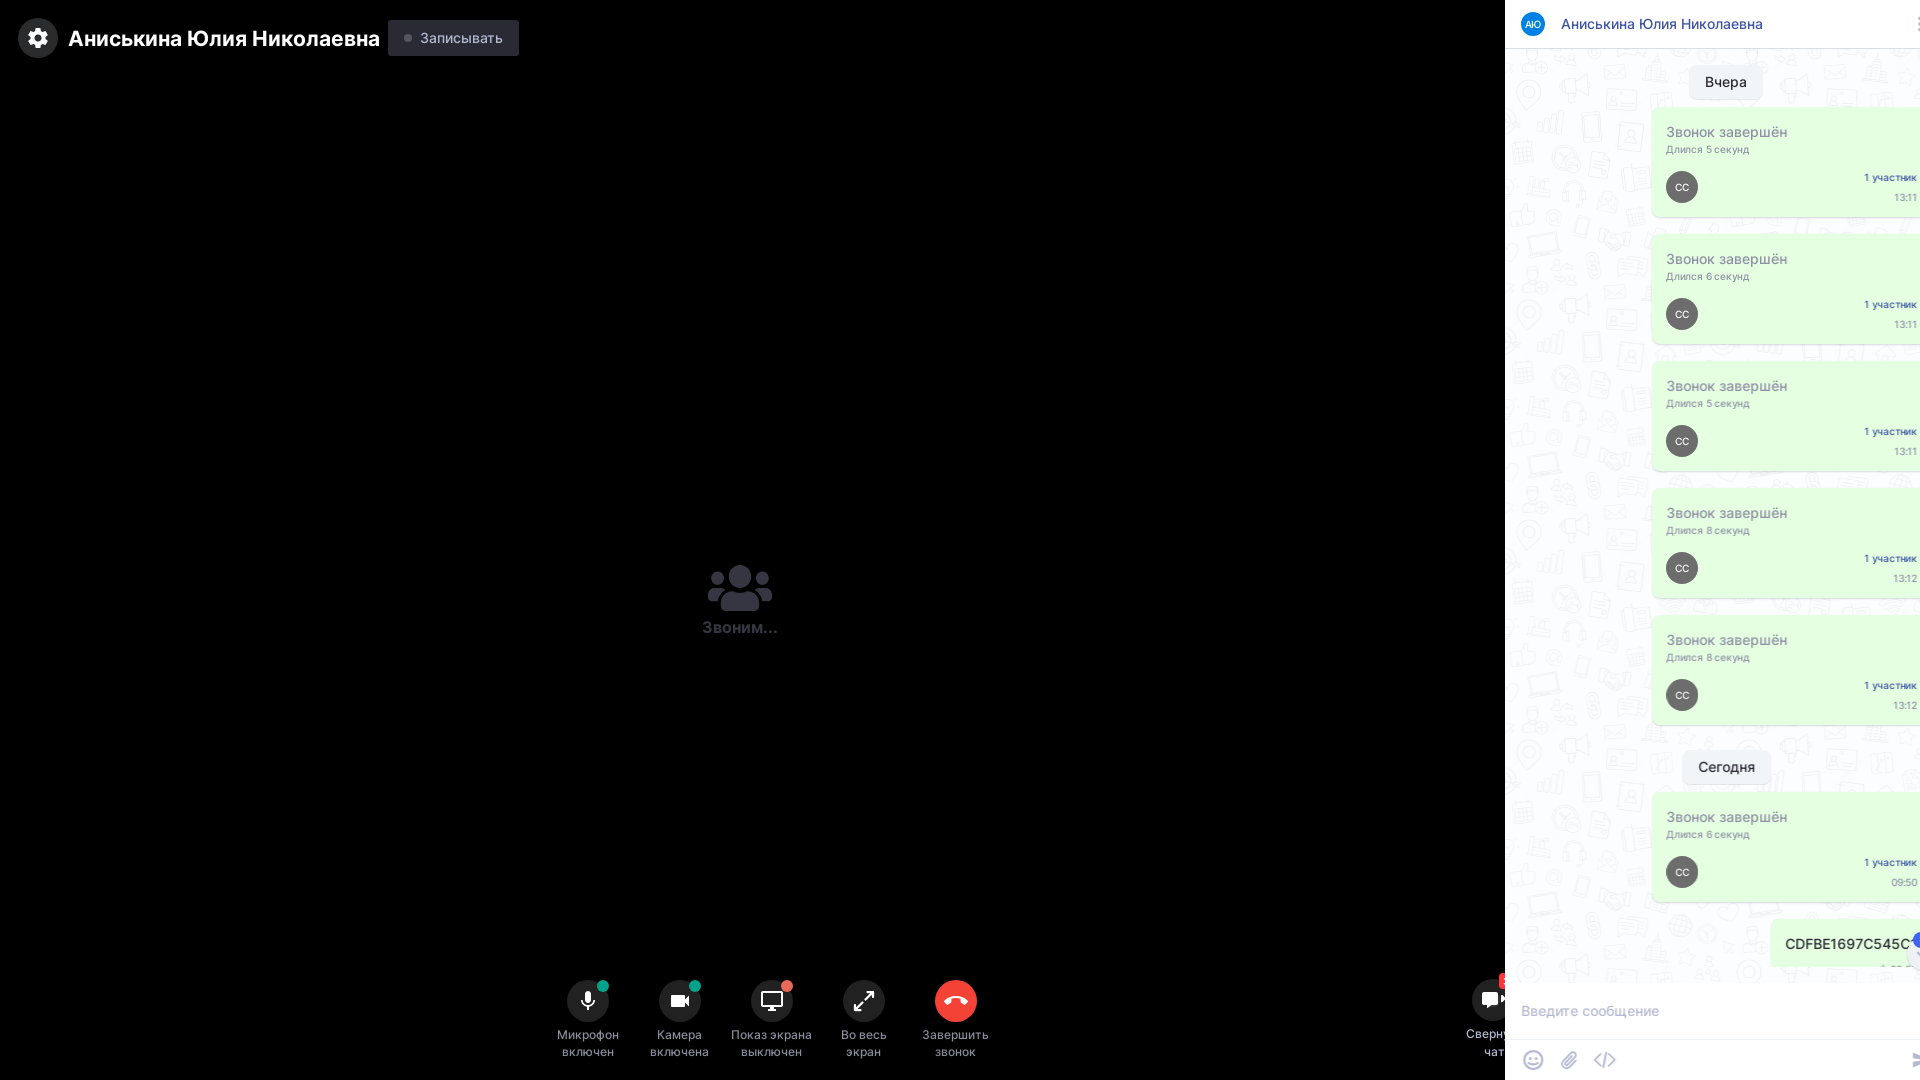 Аниськина Юлия Николаевна
Записывать
Звоним...
Микрофон включен
Камера включена
Показ экрана выключен
Во весь экран
Завершить звонок
АЮ
Аниськина Юлия Николаевна
Вчера
Звонок завершён
Длился 5 секунд
СС
1 участник
13:11
Звонок завершён
Длился 6 секунд
СС
1 участник
13:11
Звонок завершён
Длился 5 секунд
СС
1 участник
13:11
Звонок завершён
Длился 8 секунд
СС
1 участник
13:12
Звонок завершён
Длился 8 секунд
СС
1 участник
13:12
Сегодня
Звонок завершён
Длился 6 секунд
СС
1 участник
09:50
CDFBE1697C545C
Введите сообщение